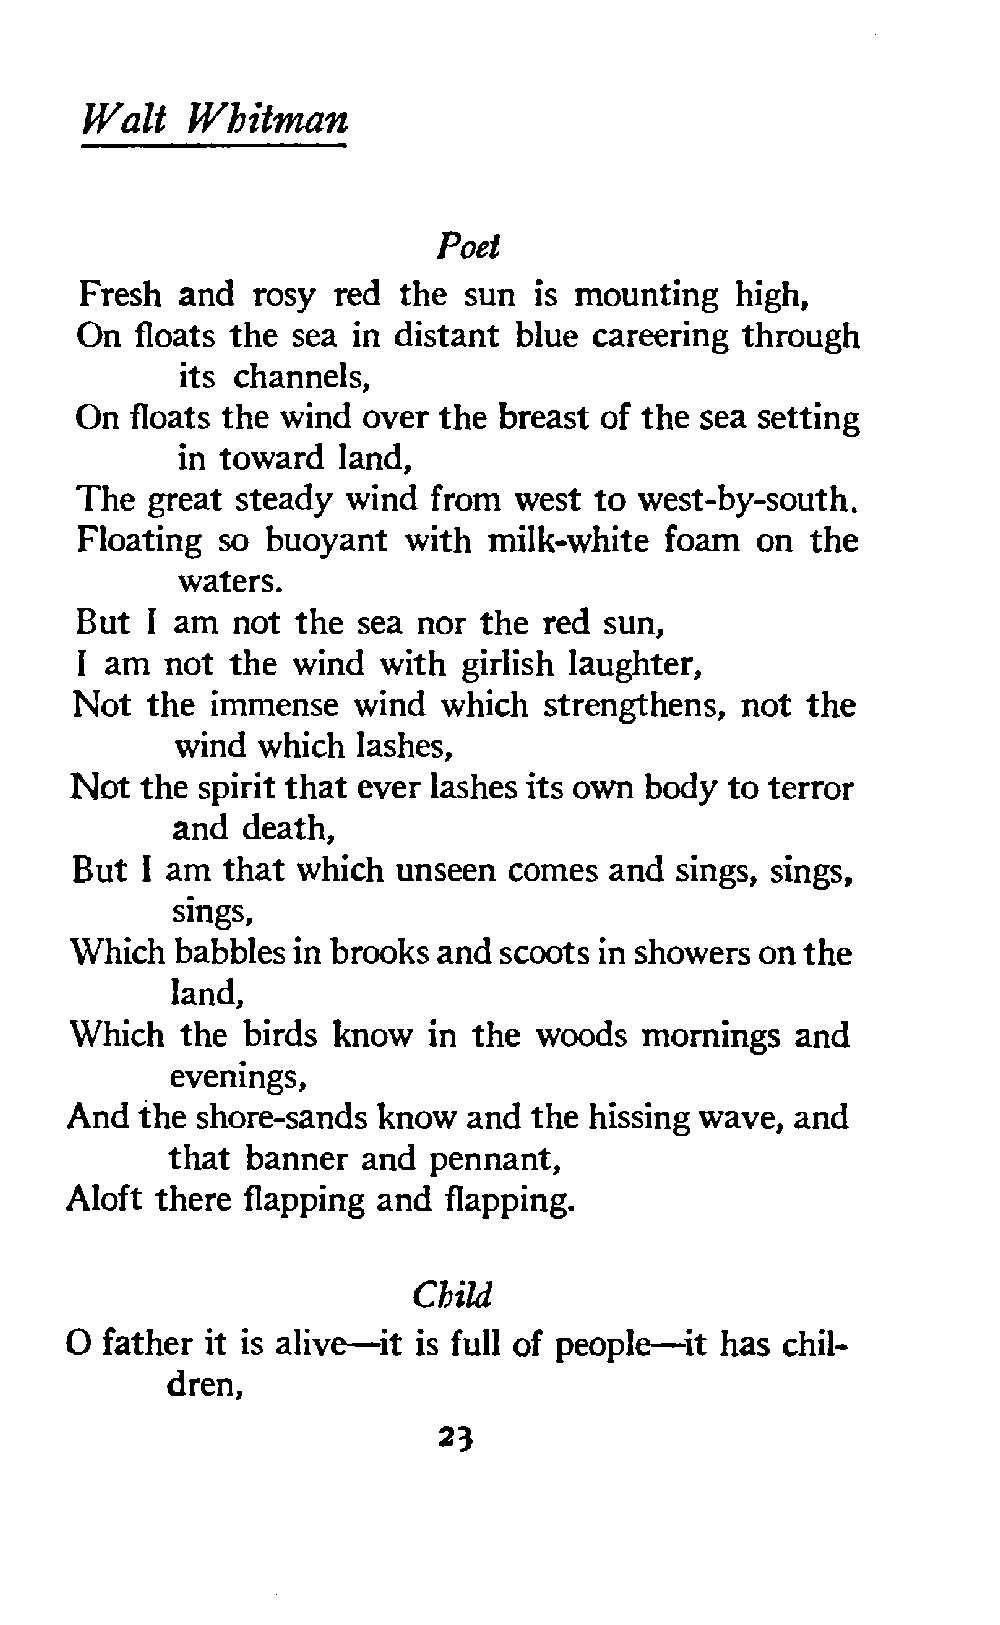 Walt Whitman
Poet
Fresh and rosy red the sun is mounting high,
On floats the sea in distant blue careering through
its channels,
On floats the wind over the breast of the sea setting
in toward land,
The great steady wind from west to west-by-south.
Floating so buoyant with milk-white foam on the
waters.
But I am not the sea nor the red sun,
I am not the wind with girlish laughter,
Not the immense wind which strengthens, not the
wind which lashes,
Not the spirit that ever lashes its own body to terror
and death,
But I am that which unseen comes and sings, sings,
sings,
Which babbles in brooks and scoots in showers on the
land,
Which the birds know in the woods mornings and
evenings,
And the shore-sands know and the hissing wave, and
that banner and pennant,
Aloft there flapping and flapping.
Child
O father it is alive—it is full of people—it has chil-
dren,
23